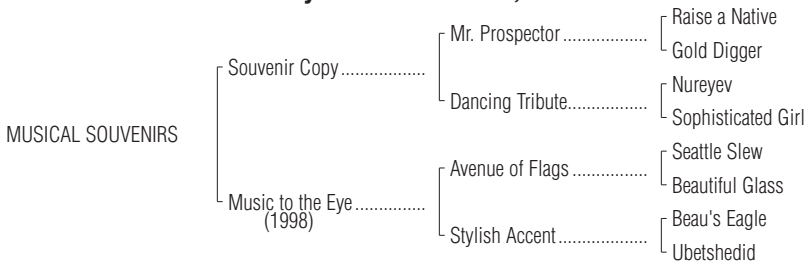 Raise a Native
Mr. Prospector
Gold Digger
Souvenir Copy
Nureyev
Dancing Tribute
Sophisticated Girl
MUSICAL SOUVENIRS
Seattle Slew
Avenue of Flags
Beautiful Glass
Music to the Eye
(1998)
Beau's Eagle
Stylish Accent
Ubetshedid